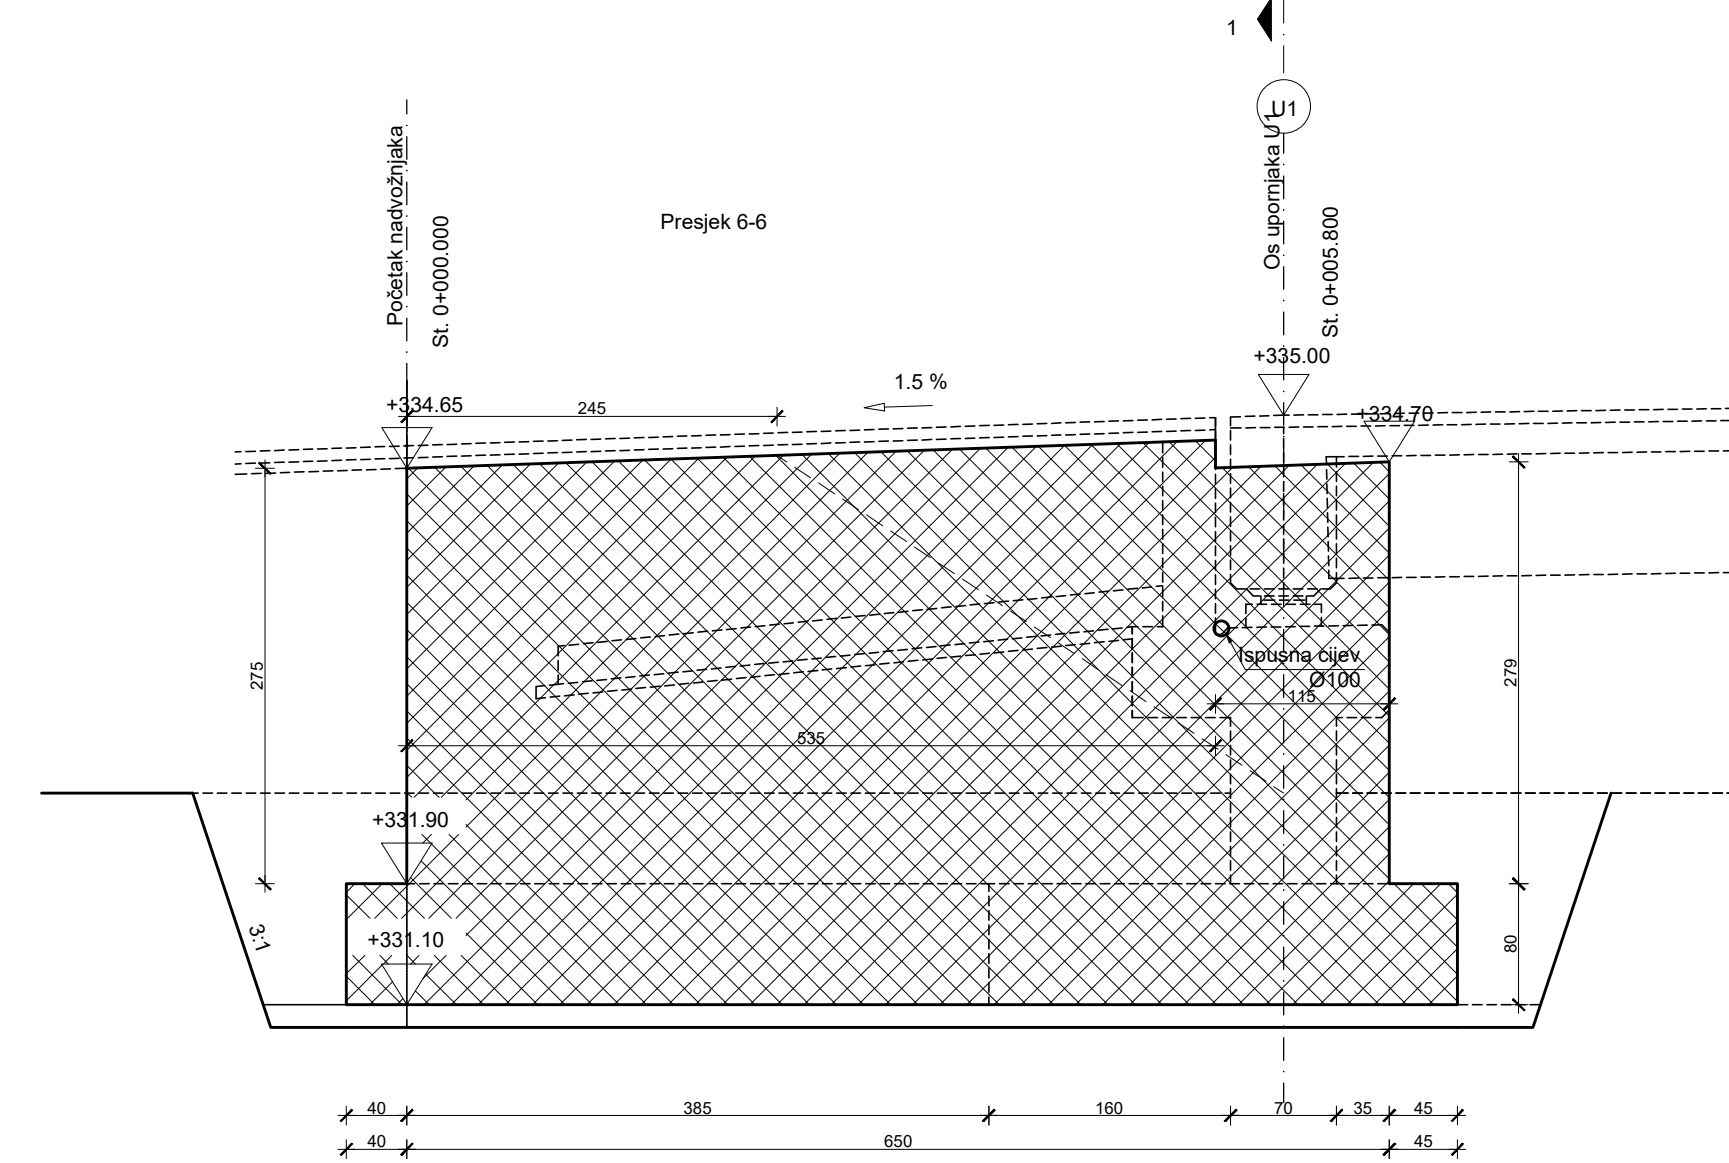 1
U1
Početak nadvožnjaka
St. 0+000.000
Presjek 6-6
Os upornjaka U1
St. 0+005.800
+335.00
1.5 %
+334.65
245
+334.70
275
279
Ispusna cijev
Ø100
115
535
+331.90
3:1
+331.10
80
40
385
160
70
35
45
40
650
45